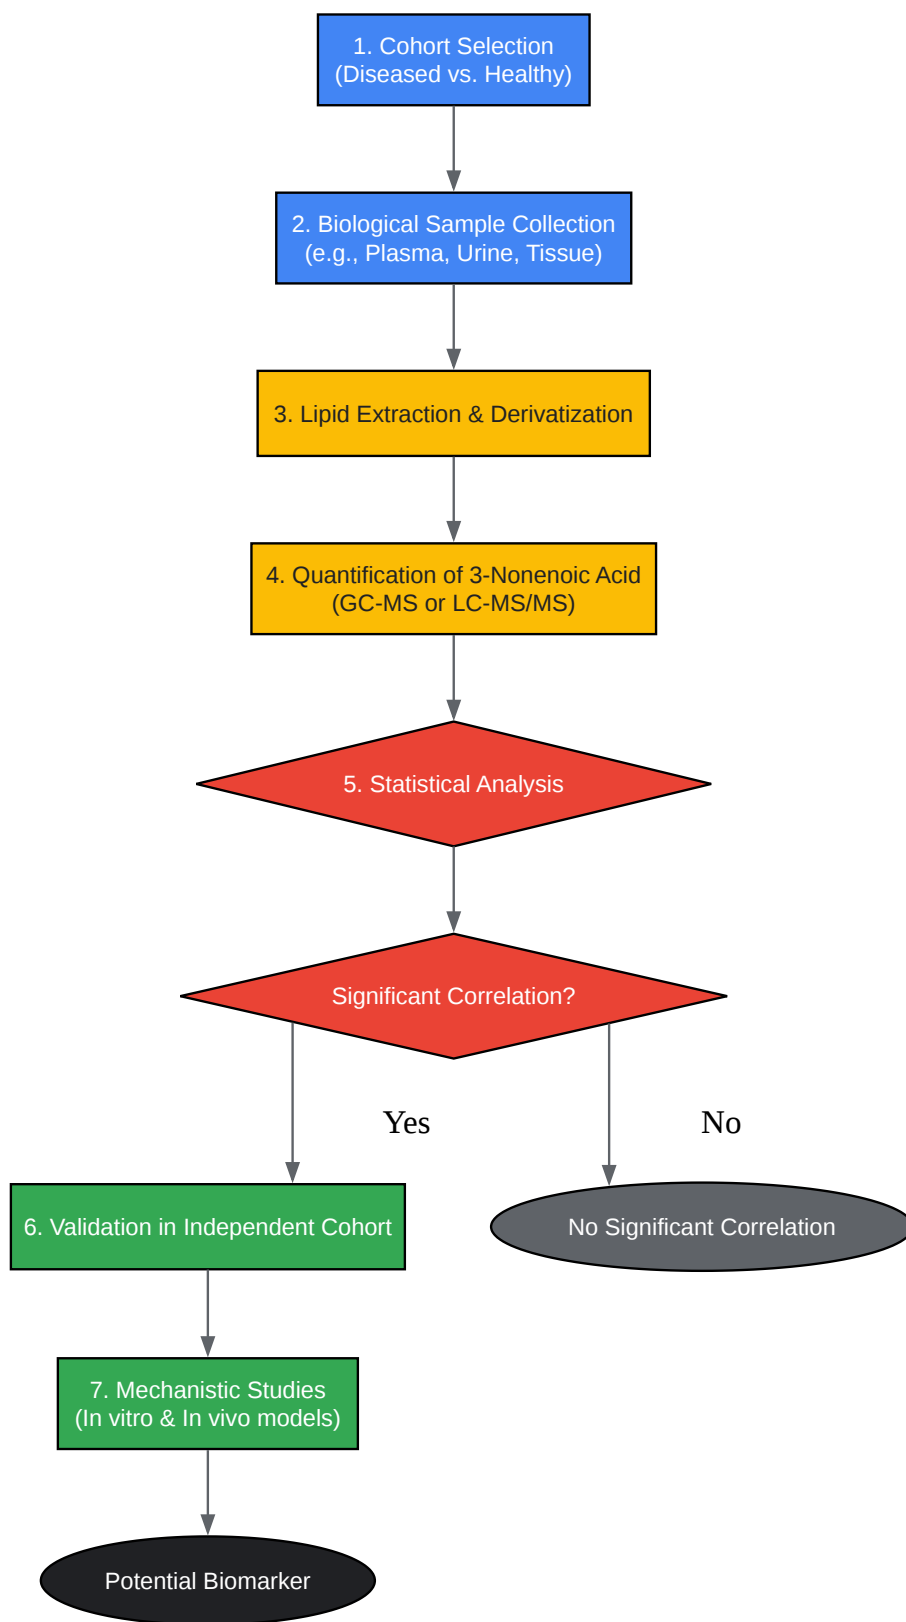 1. Cohort Selection
(Diseased vs. Healthy)
2. Biological Sample Collection
(e.g., Plasma, Urine, Tissue)
3. Lipid Extraction & Derivatization
4. Quantification of 3-Nonenoic Acid
(GC-MS or LC-MS/MS)
5. Statistical Analysis
Significant Correlation?
Yes
No
6. Validation in Independent Cohort
No Significant Correlation
7. Mechanistic Studies
(In vitro & In vivo models)
Potential Biomarker